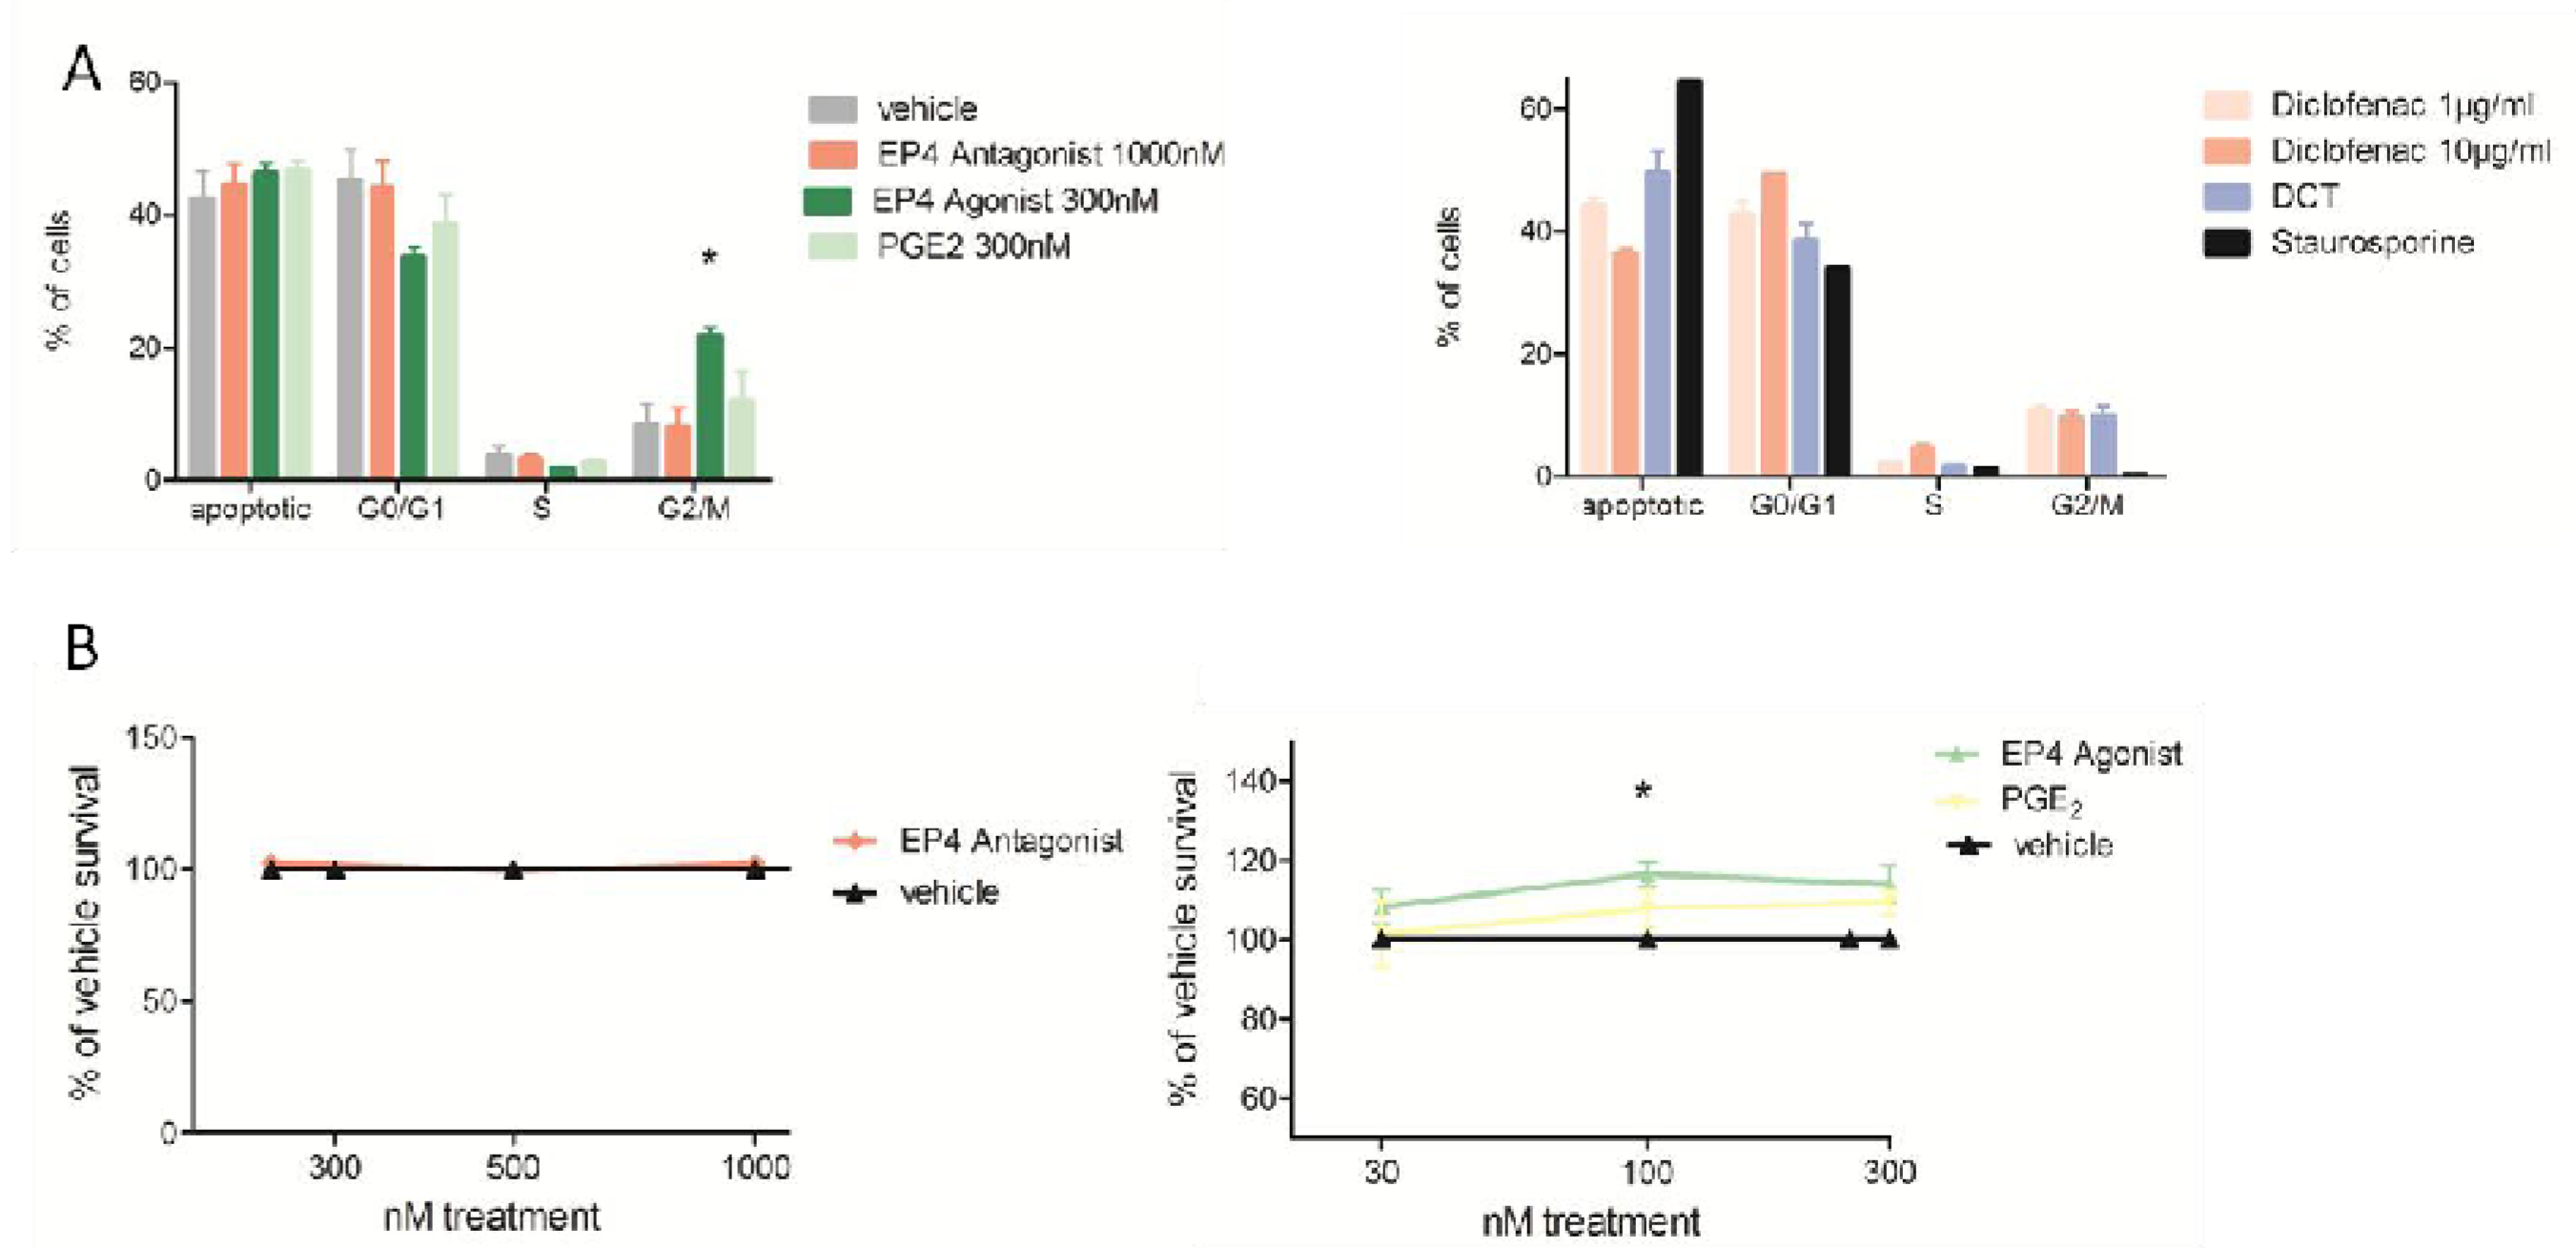 A
% of cells
60
40
20
0
apoptotic G0/G1 S G2/M
*
vehicle
EP4 Antagonist 1000nM
EP4 Agonist 300nM
PGE2 300nM
% of cells
60
40
20
0
apoptotic G0/G1 S G2/M
Diclofenac 1µg/ml
Diclofenac 10µg/ml
DCT
Staurosporine
B
% of vehicle survival
150
100
50
0
300 500 1000
nM treatment
EP4 Antagonist
vehicle
% of vehicle survival
140
120
100
80
60
*
30 100 300
nM treatment
EP4 Agonist
PGE2
vehicle